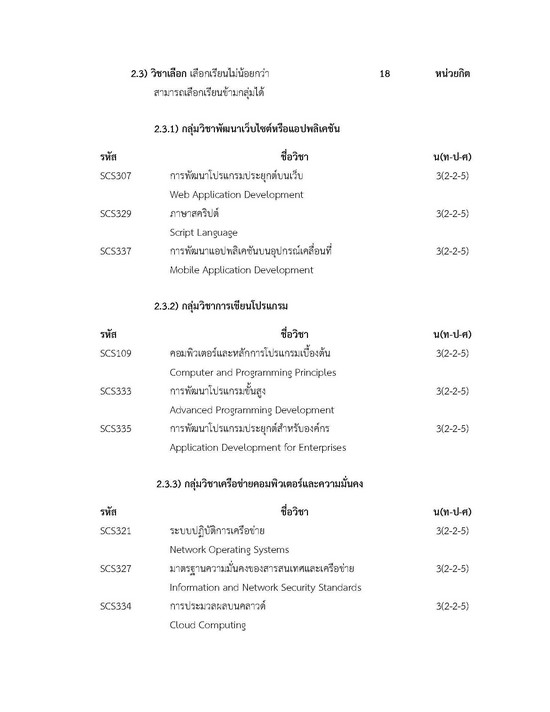 2.3) วิชาเลือก เลือกเรียนไม่น้อยกว่า 18 หน่วยกิต
สามารถเลือกเรียนข้ามกลุ่มได้
2.3.1) กลุ่มวิชาพัฒนาเว็บไซต์หรือแอปพลิเคชัน
รหัส ชื่อวิชา น(ท-ป-ศ)
SCS307 การพัฒนาโปรแกรมประยุกต์บนเว็บ 3(2-2-5)
Web Application Development
SCS329 ภาษาสคริปต์ 3(2-2-5)
Script Language
SCS337 การพัฒนาแอปพลิเคชันบนอุปกรณ์เคลื่อนที่ 3(2-2-5)
Mobile Application Development
2.3.2) กลุ่มวิชาการเขียนโปรแกรม
รหัส ชื่อวิชา น(ท-ป-ศ)
SCS109 คอมพิวเตอร์และหลักการโปรแกรมเบื้องต้น 3(2-2-5)
Computer and Programming Principles
SCS333 การพัฒนาโปรแกรมขั้นสูง 3(2-2-5)
Advanced Programming Development
SCS335 การพัฒนาโปรแกรมประยุกต์สำหรับองค์กร 3(2-2-5)
Application Development for Enterprises
2.3.3) กลุ่มวิชาเครือข่ายคอมพิวเตอร์และความมั่นคง
รหัส ชื่อวิชา น(ท-ป-ศ)
SCS321 ระบบปฏิบัติการเครือข่าย 3(2-2-5)
Network Operating Systems
SCS327 มาตรฐานความมั่นคงของสารสนเทศและเครือข่าย 3(2-2-5)
Information and Network Security Standards
SCS334 การประมวลผลบนคลาวด์ 3(2-2-5)
Cloud Computing